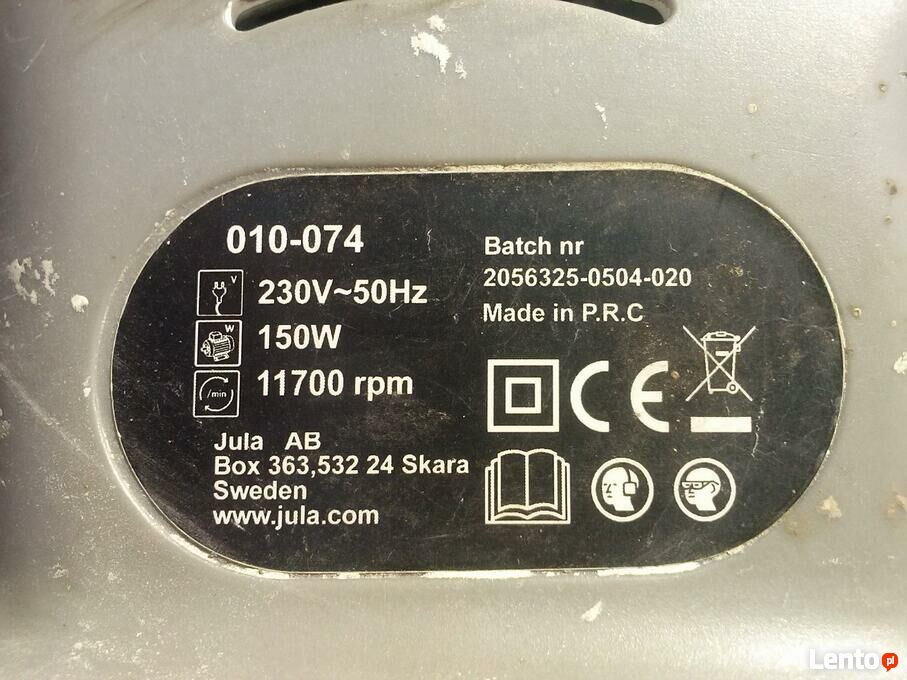 010-074
V
230V~50Hz
W
150W
/min
11700 rpm
Jula AB
Box 363,532 24 Skara
Sweden
www.jula.com
Batch nr
2056325-0504-020
Made in P.R.C
CE
Lento pl